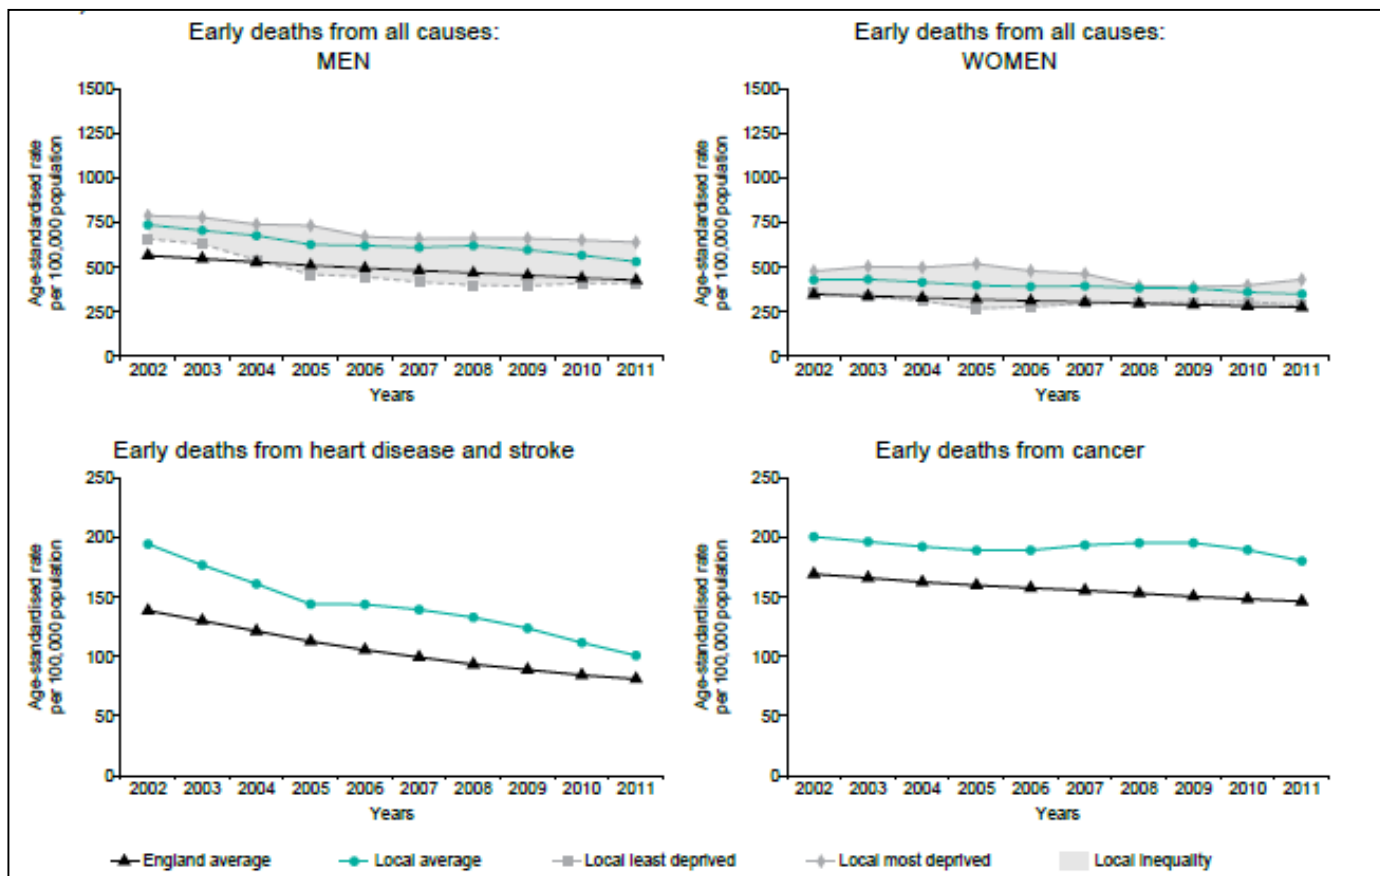 Early deaths from all causes:
MEN
Age-standardised rate
per 100,000 population
1500
1250
1000
750
500
250
0
2002 2003 2004 2005 2006 2007 2008 2009 2010 2011
Years
Early deaths from all causes:
WOMEN
Age-standardised rate
per 100,000 population
1500
1250
1000
750
500
250
0
2002 2003 2004 2005 2006 2007 2008 2009 2010 2011
Years
Early deaths from heart disease and stroke
Age-standardised rate
per 100,000 population
250
200
150
100
50
0
2002 2003 2004 2005 2006 2007 2008 2009 2010 2011
Years
Early deaths from cancer
Age-standardised rate
per 100,000 population
250
200
150
100
50
0
2002 2003 2004 2005 2006 2007 2008 2009 2010 2011
Years
England average
Local average
Local least deprived
Local most deprived
Local Inequality